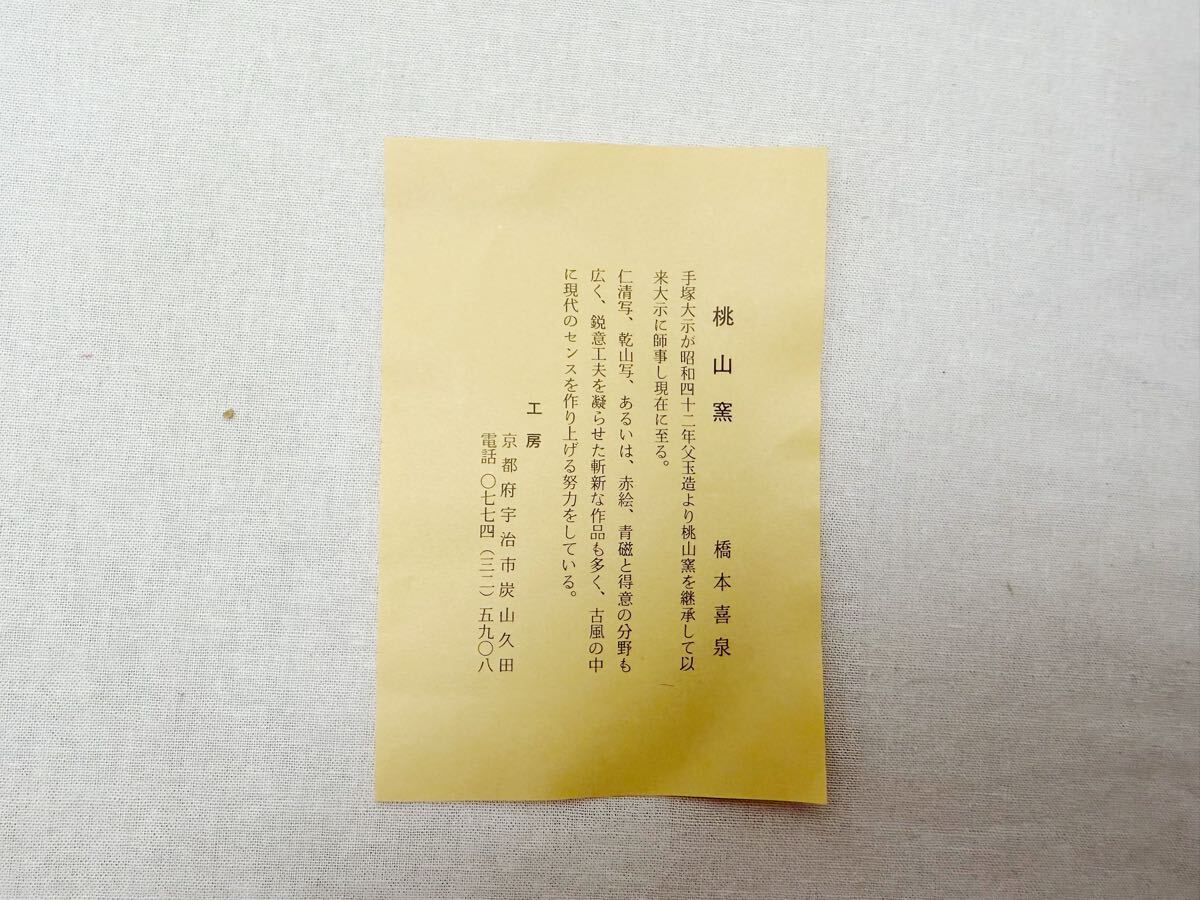 桃山窯　橋本喜泉
手塚大示が昭和四十二年父玉造より桃山窯を継承して以
来大示に師事し現在に至る。
仁清写、乾山写、あるいは、赤絵、青磁と得意の分野も
広く、鋭意工夫を凝らせた斬新な作品も多く、古風の中
に現代のセンスを作り上げる努力をしている。
工房
京都府宇治市炭山久田
電話〇七七四（三二）五九〇八